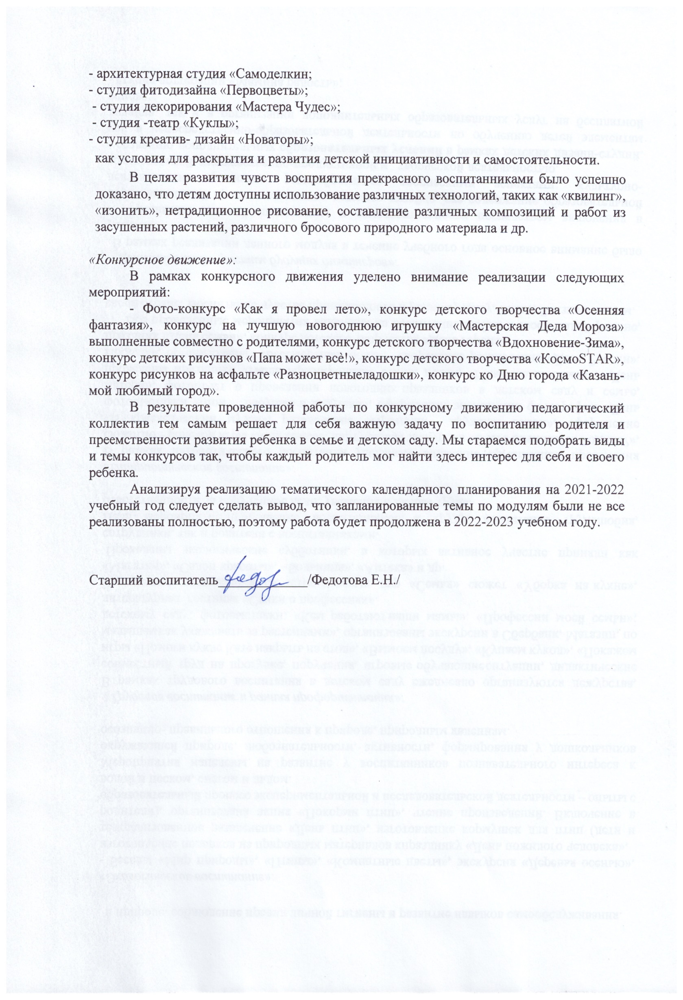 - архитектурная студия «Самоделкин;
- студия фитодизайна «Первоцветы»;
- студия декорирования «Мастера Чудес»;
- студия -театр «Куклы»;
- студия креатив- дизайн «Новаторы»;
как условия для раскрытия и развития детской инициативности и самостоятельности.
В целях развития чувств восприятия прекрасного воспитанниками было успешно
доказано, что детям доступны использование различных технологий, таких как «квилинг»,
«изонить», нетрадиционное рисование, составление различных композиций и работ из
засушенных растений, различного бросового природного материала и др.
«Конкурсное движение»:
В рамках конкурсного движения уделено внимание реализации следующих
мероприятий:
- Фото-конкурс «Как я провел лето», конкурс детского творчества «Осенняя
фантазия», конкурс на лучшую новогоднюю игрушку «Мастерская Деда Мороза»
выполненные совместно с родителями, конкурс детского творчества «Вдохновение-Зима»,
конкурс детских рисунков «Папа может всё!», конкурс детского творчества «КосмоSTAR»,
конкурс рисунков на асфальте «Разноцветныеладошки», конкурс ко Дню города «Казань-
мой любимый город».
В результате проведенной работы по конкурсному движению педагогический
коллектив тем самым решает для себя важную задачу по воспитанию родителя и
преемственности развития ребенка в семье и детском саду. Мы стараемся подобрать виды
и темы конкурсов так, чтобы каждый родитель мог найти здесь интерес для себя и своего
ребенка.
Анализируя реализацию тематического календарного планирования на 2021-2022
учебный год следует сделать вывод, что запланированные темы по модулям были не все
реализованы полностью, поэтому работа будет продолжена в 2022-2023 учебном году.
Старший воспитатель /Федотова Е.Н./